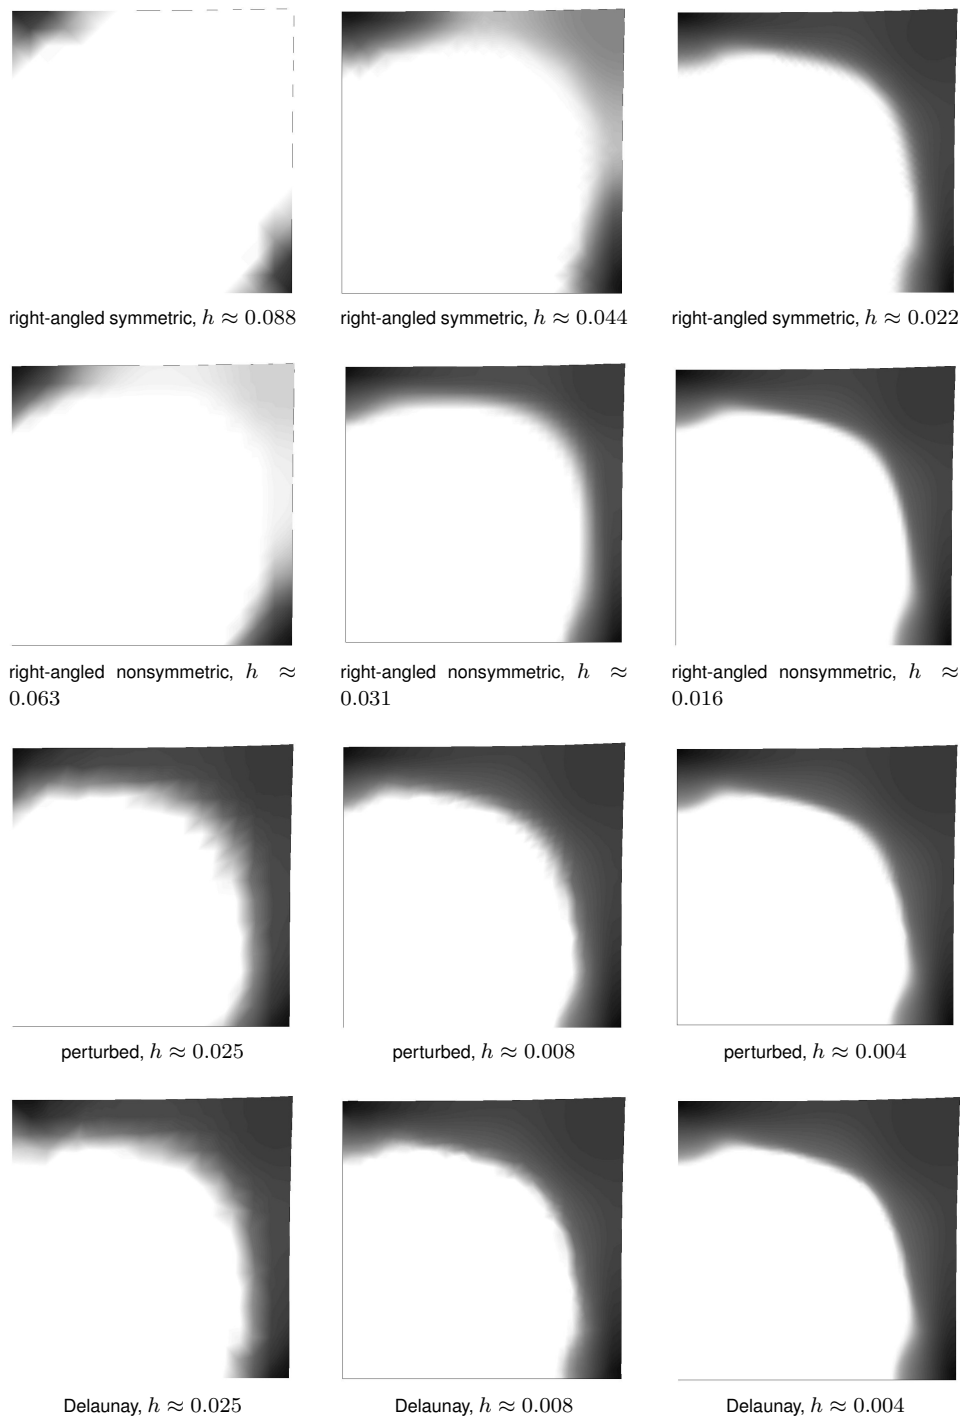 right-angled symmetric, h ≈ 0.088
right-angled symmetric, h ≈ 0.044
right-angled symmetric, h ≈ 0.022
right-angled nonsymmetric, h ≈
0.063
right-angled nonsymmetric, h ≈
0.031
right-angled nonsymmetric, h ≈
0.016
perturbed, h ≈ 0.025
perturbed, h ≈ 0.008
perturbed, h ≈ 0.004
Delaunay, h ≈ 0.025
Delaunay, h ≈ 0.008
Delaunay, h ≈ 0.004